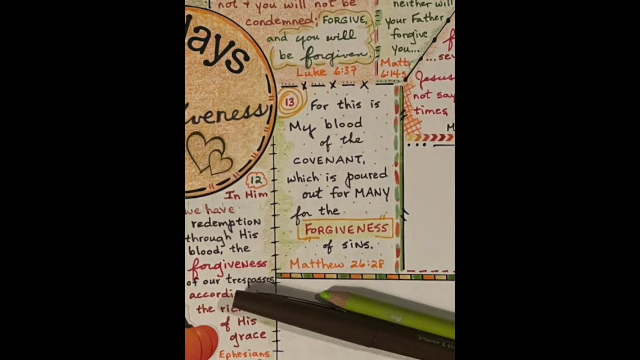 not & you will not be
condemned; FORGIVE,
and you will
be forgiven.
Luke 6:37
neither will
your Father
forgive
you...
Matt
6:14-
Jesus
not say
times,
ays
iveness
12
In Him
we have
redemption
through His
blood, the
forgiveness
of our trespasses
accordi
the ri
of His
grace
Ephesians
13
For this is
My blood
of the
COVENANT,
which is poured
out for MANY
for the
FORGIVENESS
of sins.
Matthew 26:28